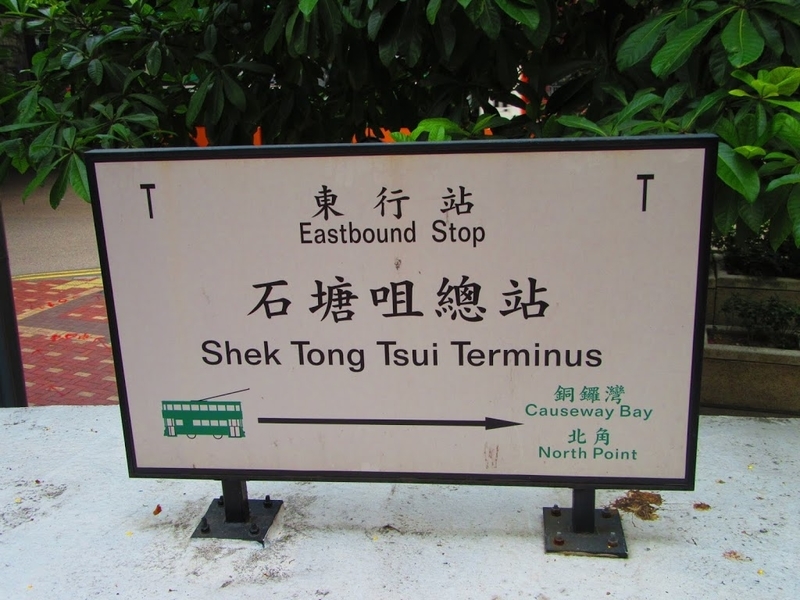 T T
東行站
Eastbound Stop
石塘咀總站
Shek Tong Tsui Terminus
銅鑼灣
Causeway Bay
北角
North Point